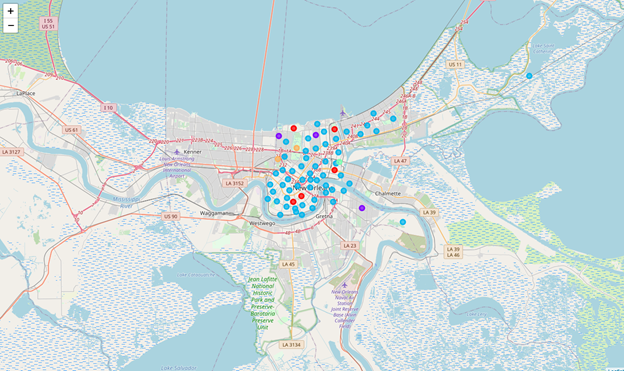 +
−
I 55
US 51
US 11
LaPlace
I 10
US 61
LA 3127
Kenner
Louis Armstrong
New Orleans
International
Airport
LA 47
LA 3152
Mississippi
River
Chalmette
US 90
Waggaman
Westwego
Gretna
LA 39
LA 23
LA 39
LA 46
LA 45
Jean Lafitte
National
Historic
Park and
Preserve
Barataria
Preserve
Unit
New Orleans
Naval Air
Station
Joint Reserve
Base
LA 3134